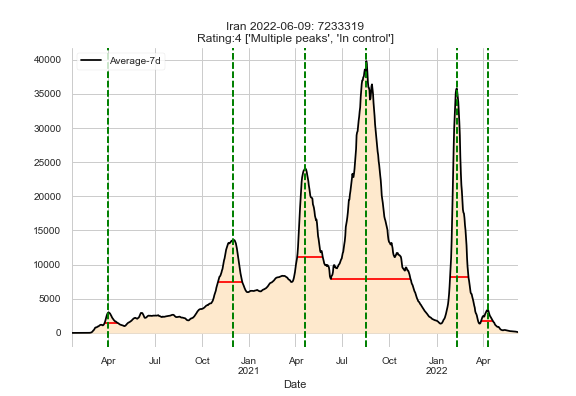 Iran 2022-06-09: 7233319
Rating:4 ['Multiple peaks', 'In control']
Average-7d
40000
35000
30000
25000
20000
15000
10000
5000
0
Apr Jul Oct Jan Apr Jul Oct Jan Apr
2021 2022
Date